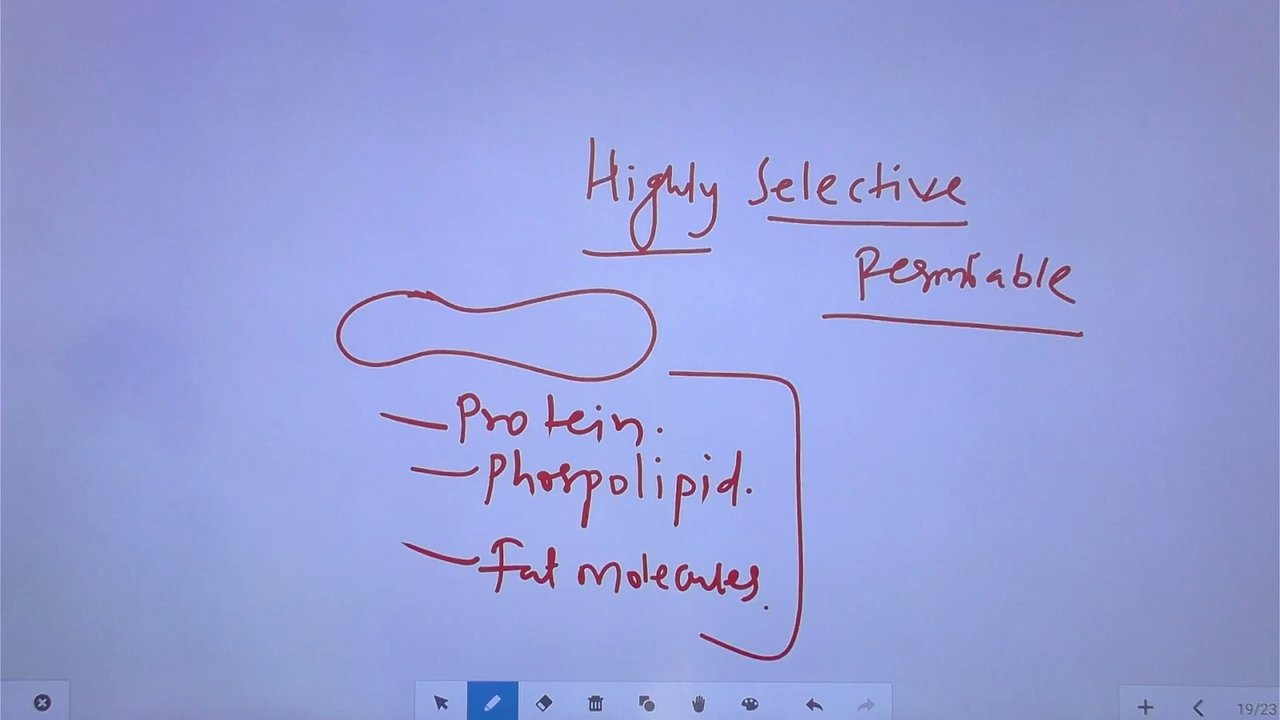 Highly Selective
Permiable
Protein.
Phospolipid.
Fat molecules.
19/23